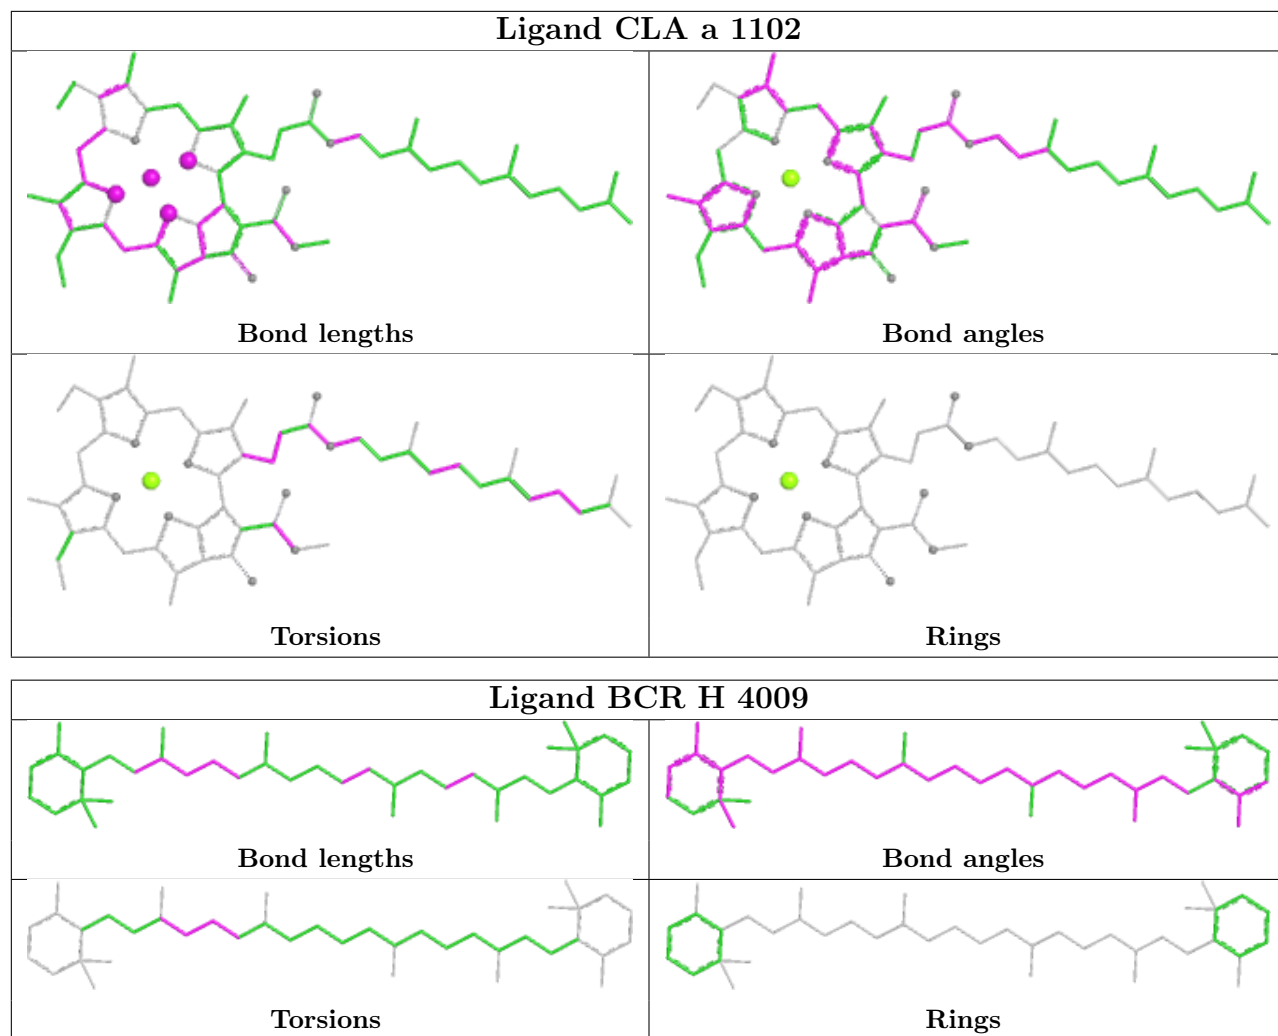 Ligand CLA a 1102
Bond lengths
Bond angles
Torsions
Rings
Ligand BCR H 4009
Bond lengths
Bond angles
Torsions
Rings